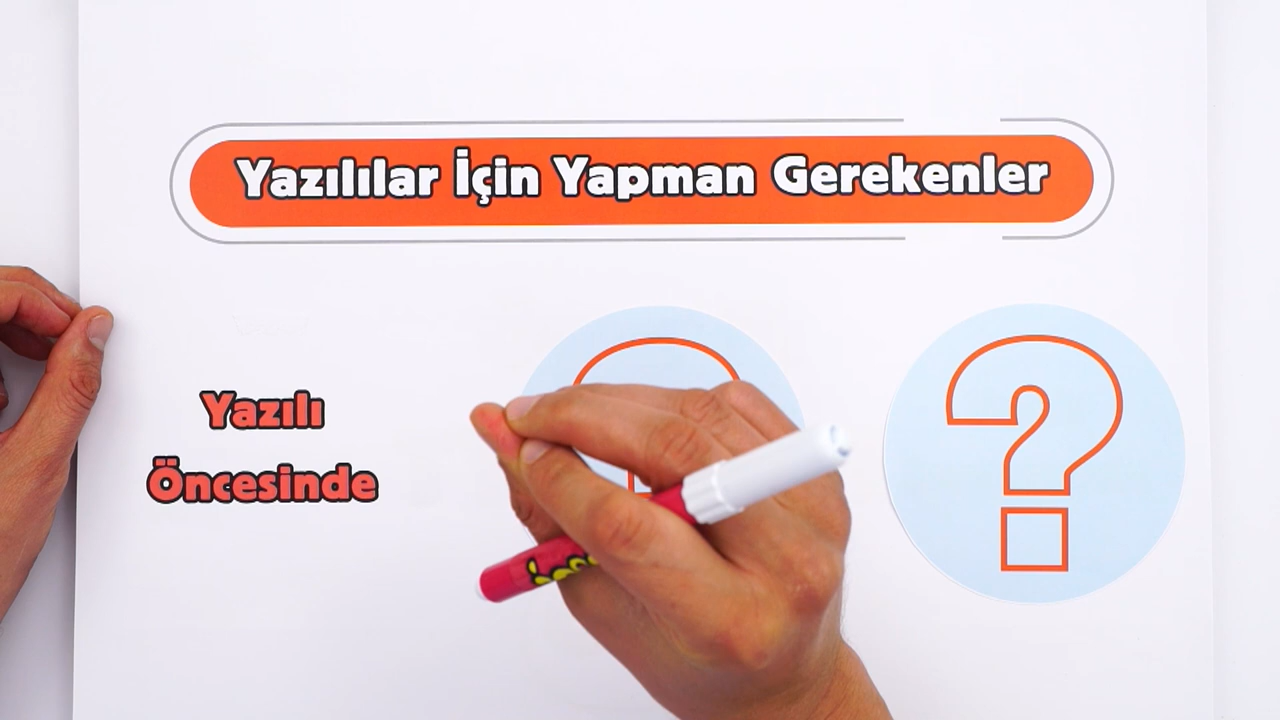 Yazılılar İçin Yapman Gerekenler
Yazılı
Öncesinde
? ?